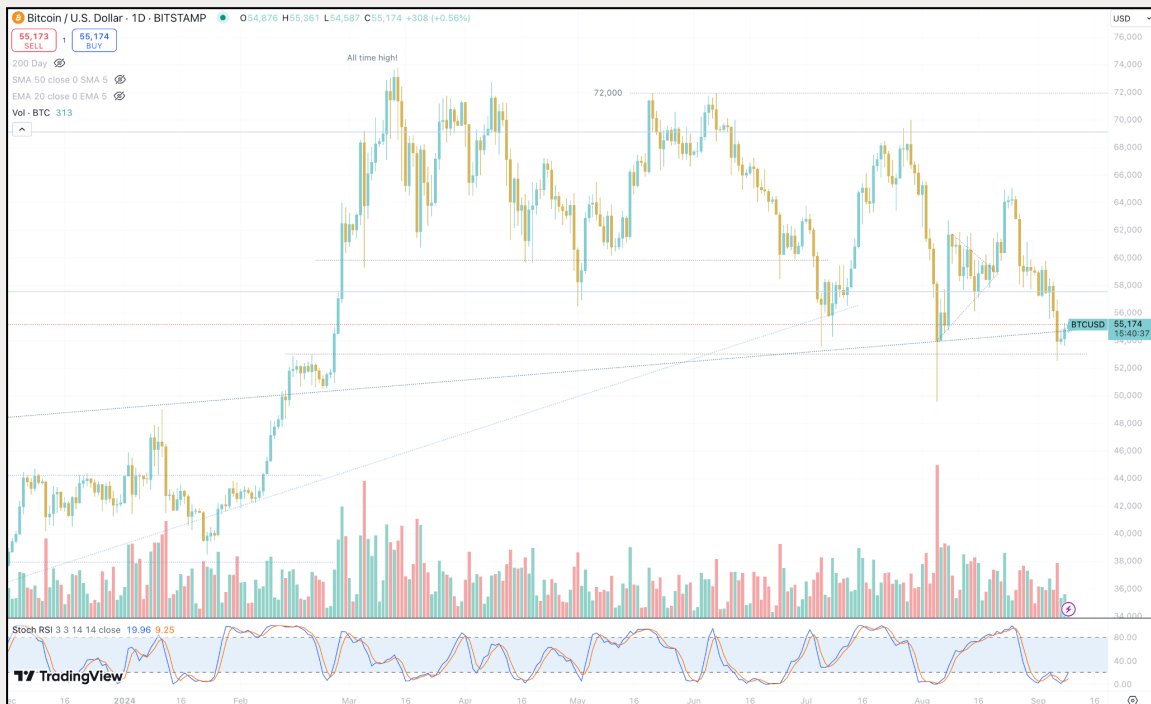 Bitcoin / U.S. Dollar · 1D · BITSTAMP O54,876 H55,361 L54,587 C55,174 +308 (+0.56%)
USD
55,173 1 55,174
SELL BUY
200 Day
SMA 50 close 0 SMA 5
EMA 20 close 0 EMA 5
Vol · BTC 313
All time high!
72,000
76,000
74,000
72,000
70,000
68,000
66,000
64,000
62,000
60,000
58,000
56,000
BTCUSD 55,174
15:40:37
52,000
50,000
48,000
46,000
44,000
42,000
40,000
38,000
36,000
34,000
Stoch RSI 3 3 14 14 close 19.96 9.25
80.00
40.00
0.00
TradingView
16 2024 16 Feb Mar 16 Apr 16 May 16 Jun 16 Jul 16 Aug 16 Sep 16